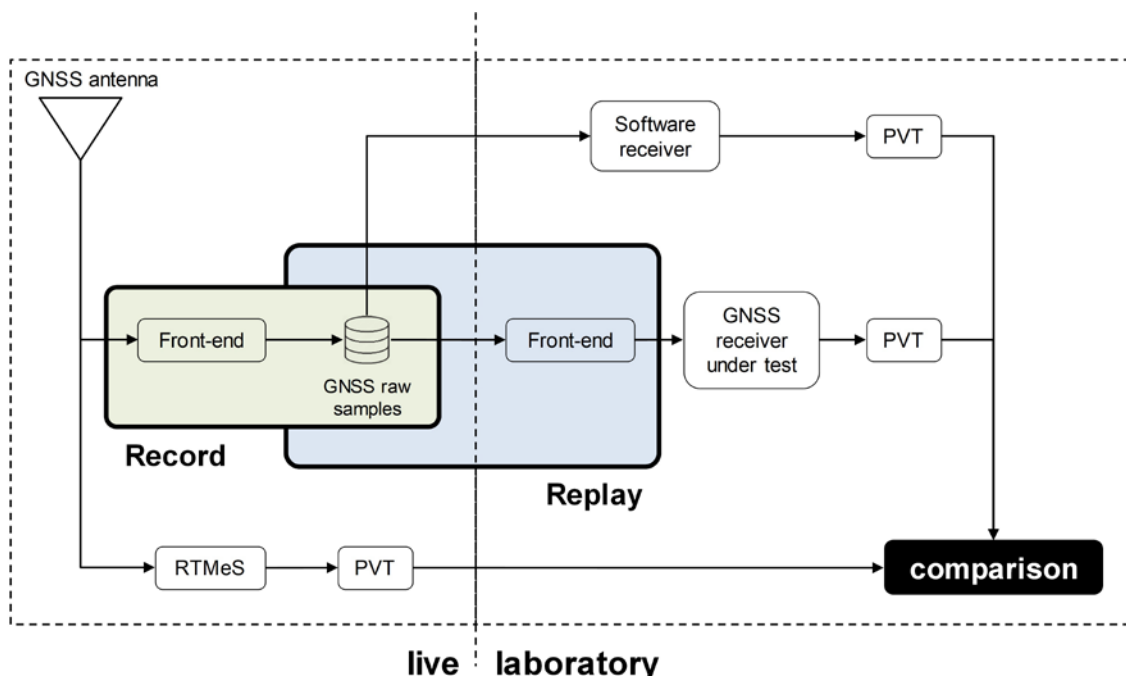 GNSS antenna
Software
receiver
PVT
Front-end
GNSS raw
samples
Front-end
GNSS
receiver
under test
PVT
Record
Replay
RTMeS
PVT
comparison
live
laboratory